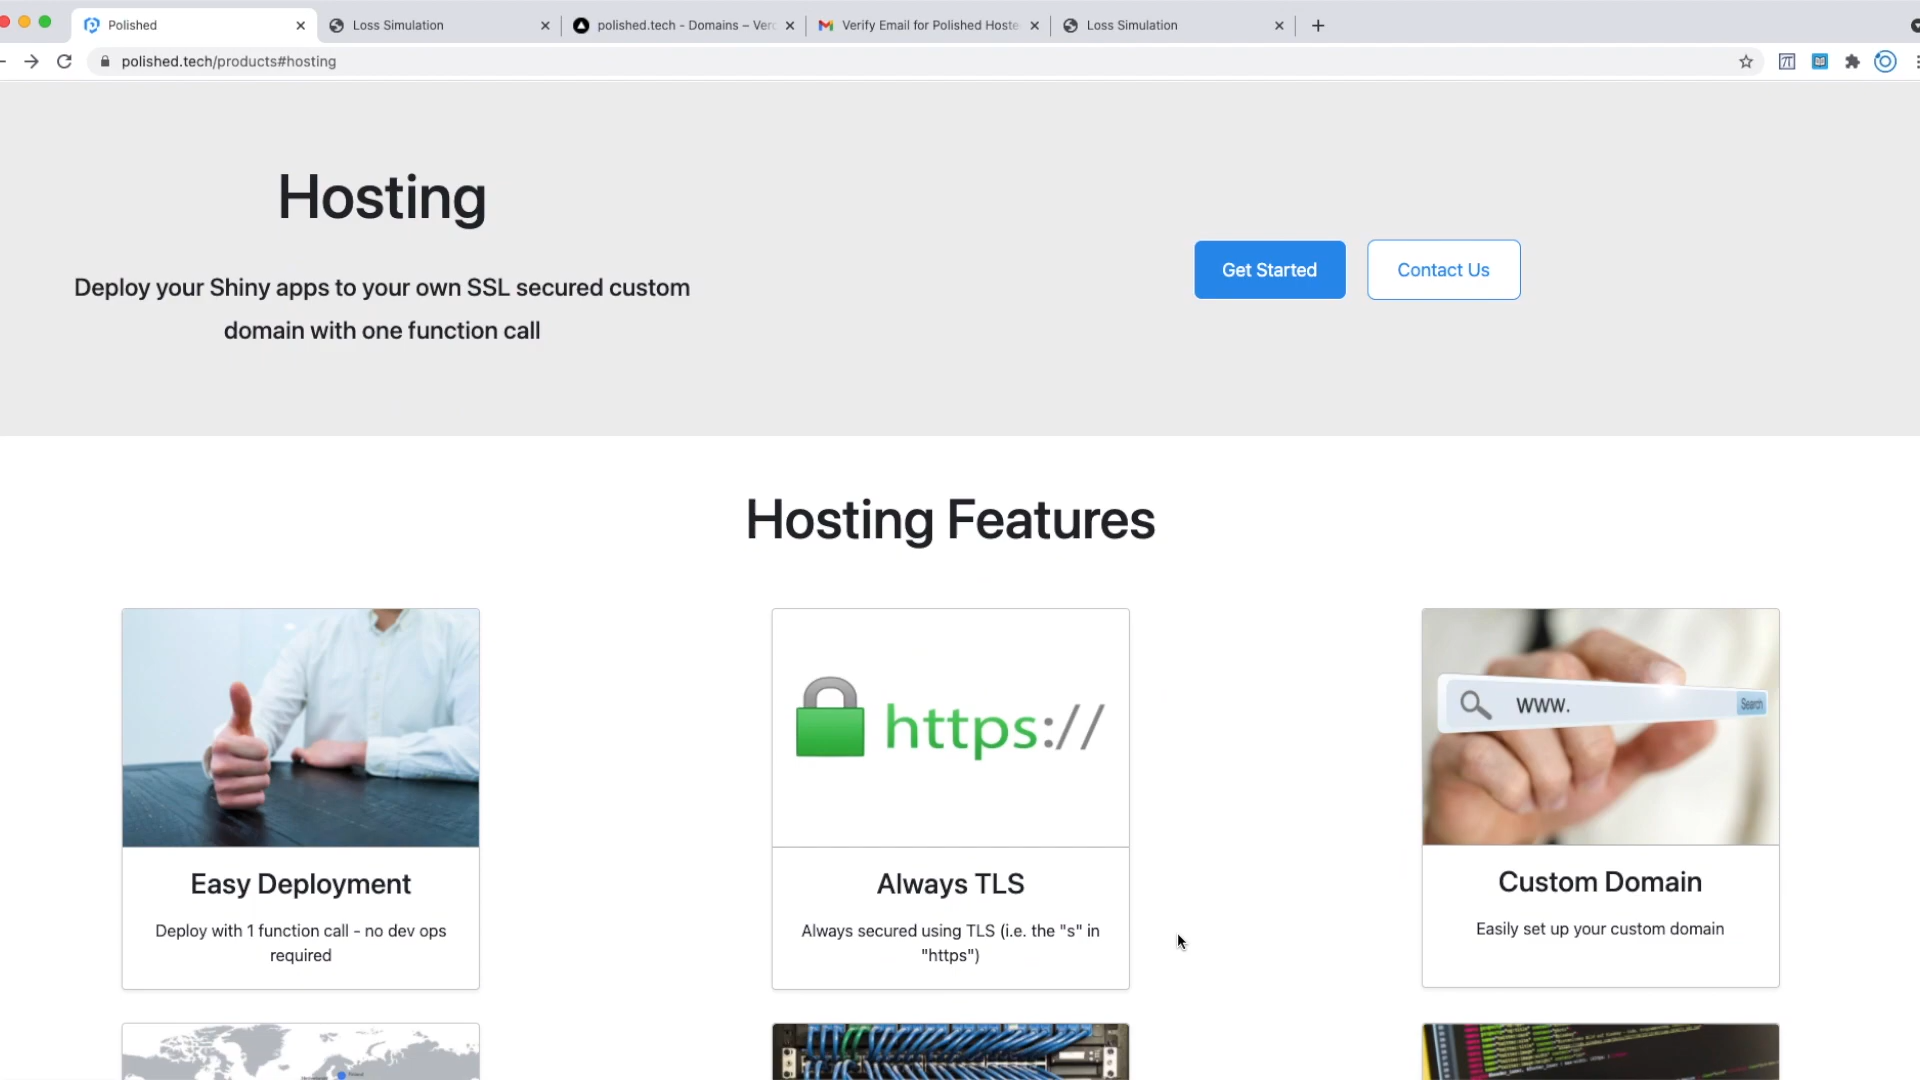 Polished
Loss Simulation
polished.tech - Domains – Verc
Verify Email for Polished Hoste
Loss Simulation
polished.tech/products#hosting
Hosting
Deploy your Shiny apps to your own SSL secured custom
domain with one function call
Get Started
Contact Us
Hosting Features
https://
www.
Search
Easy Deployment
Deploy with 1 function call - no dev ops
required
Always TLS
Always secured using TLS (i.e. the "s" in
"https")
Custom Domain
Easily set up your custom domain